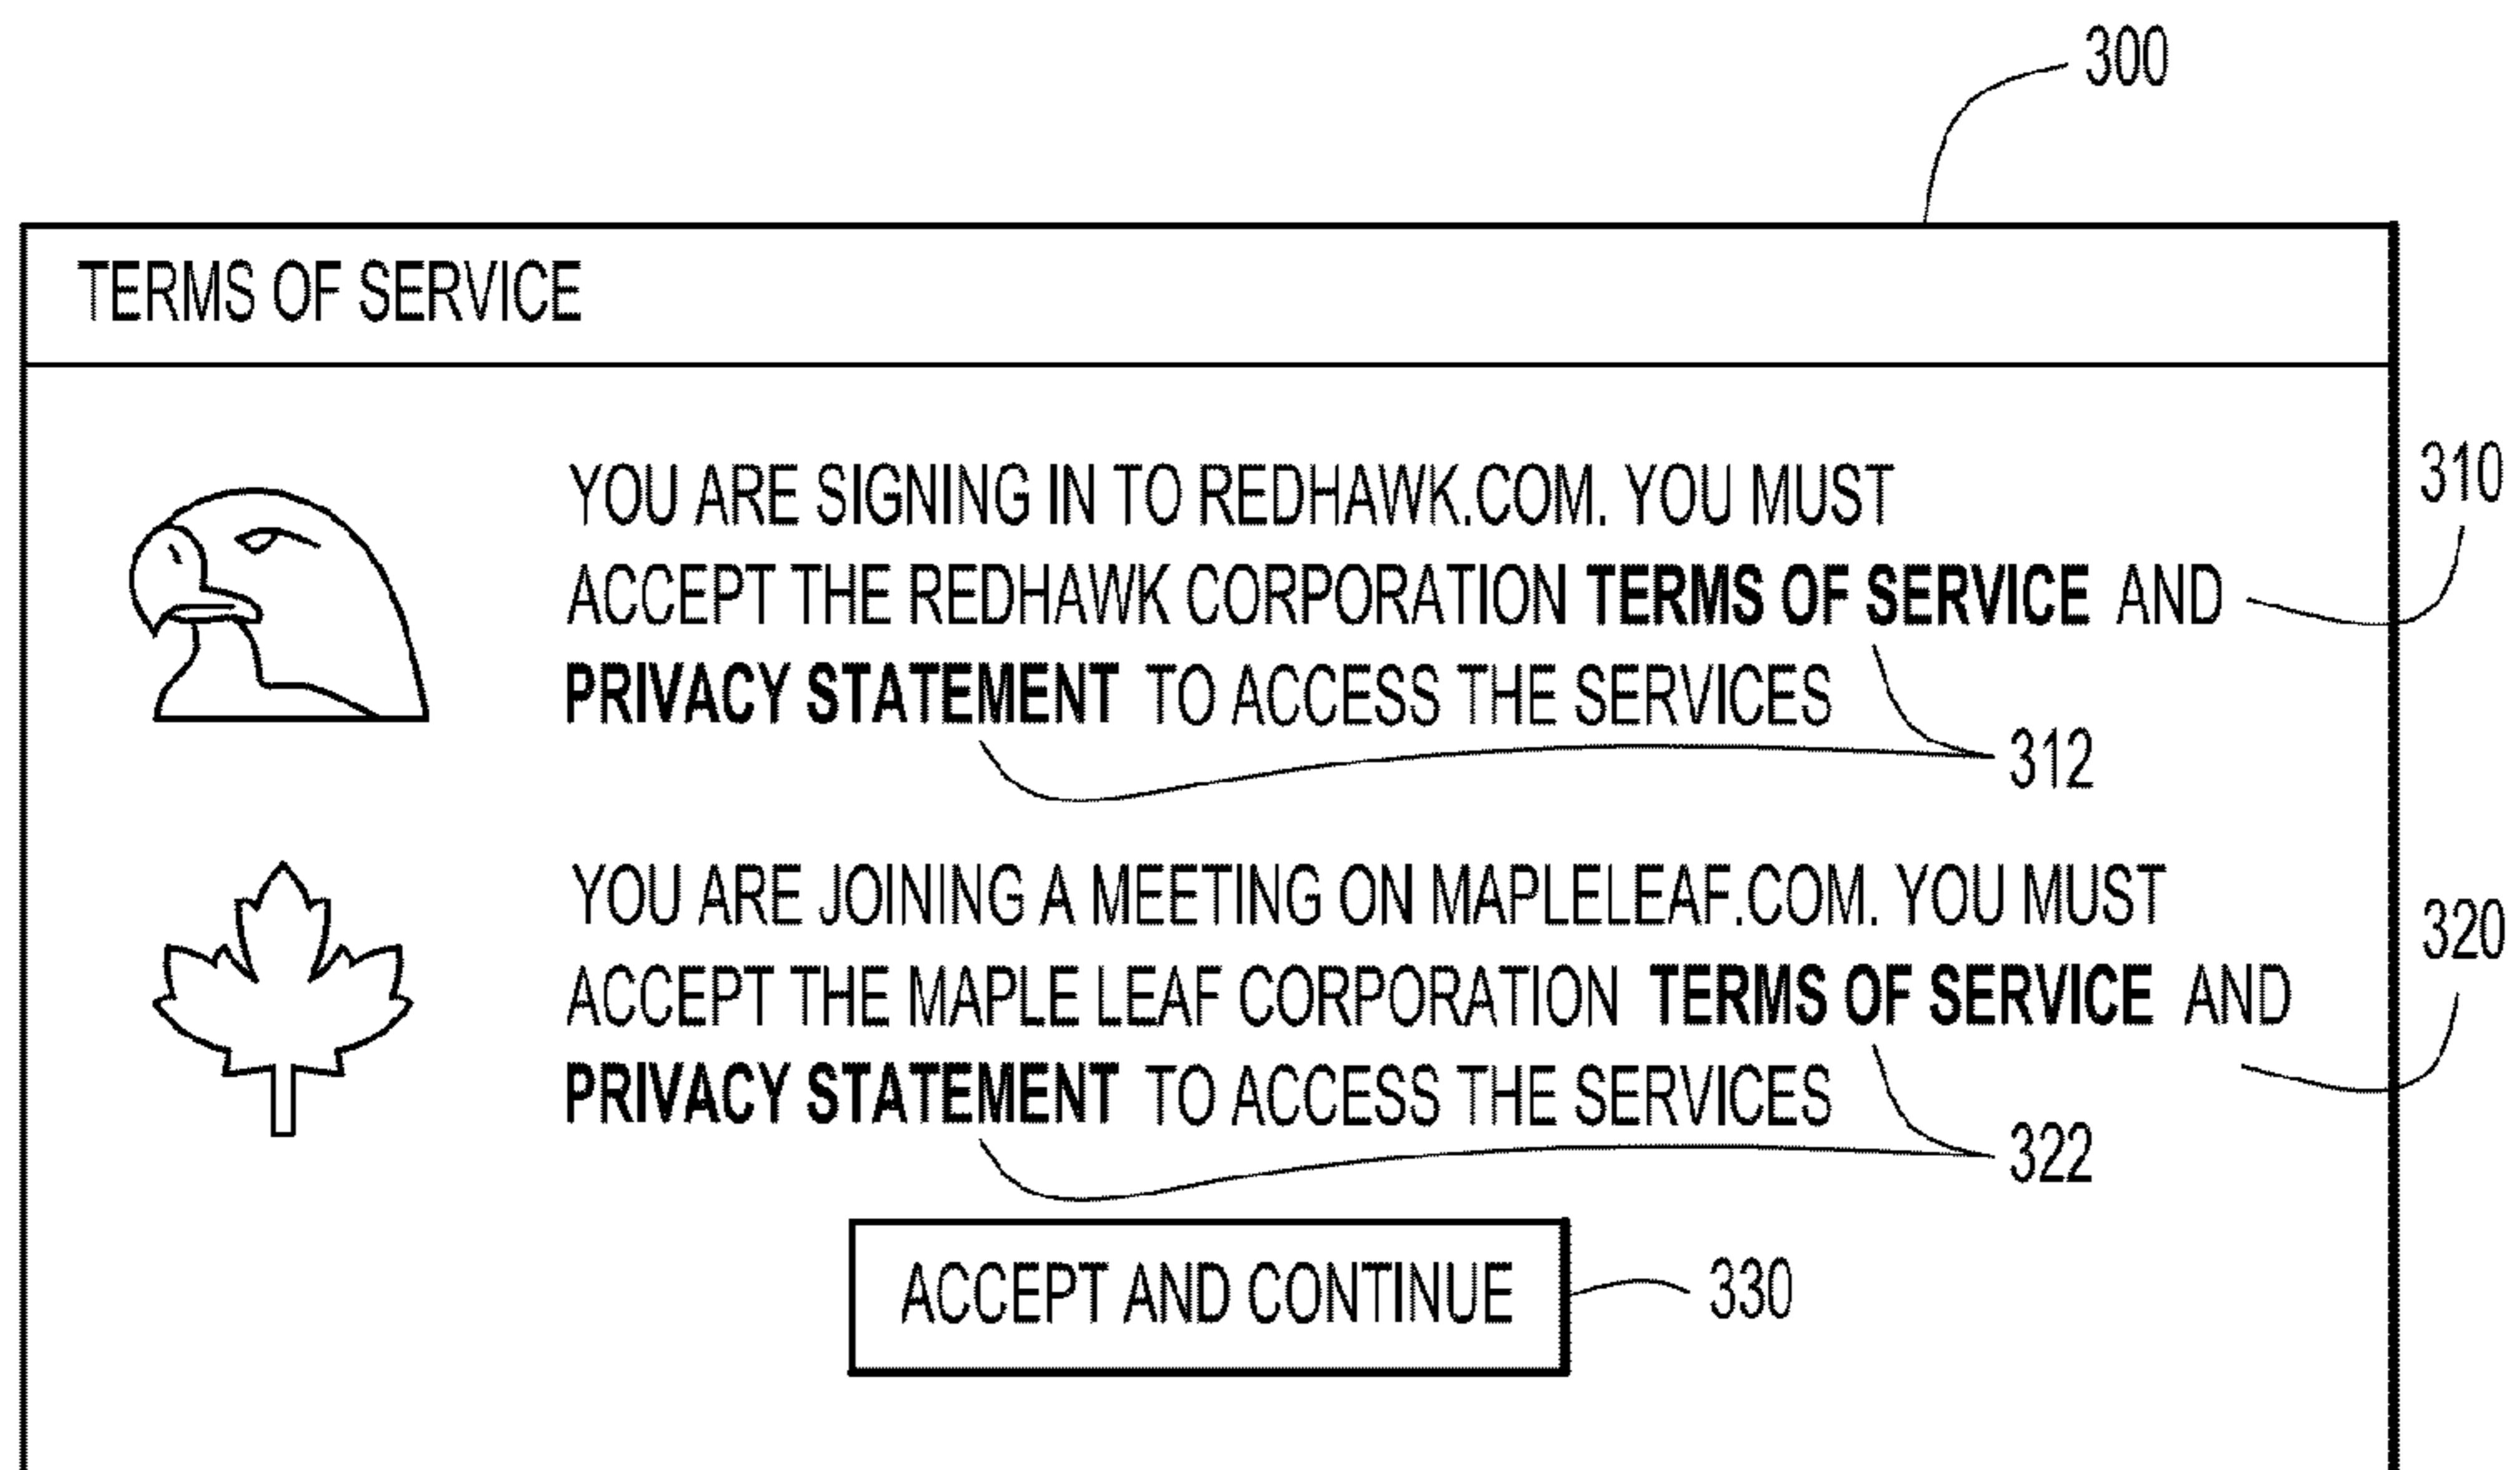 300
TERMS OF SERVICE
YOU ARE SIGNING IN TO REDHAWK.COM. YOU MUST
310
ACCEPT THE REDHAWK CORPORATION TERMS OF SERVICE AND
PRIVACY STATEMENT TO ACCESS THE SERVICES
312
YOU ARE JOINING A MEETING ON MAPLELEAF.COM. YOU MUST
320
ACCEPT THE MAPLE LEAF CORPORATION TERMS OF SERVICE AND
PRIVACY STATEMENT TO ACCESS THE SERVICES
322
ACCEPT AND CONTINUE
330